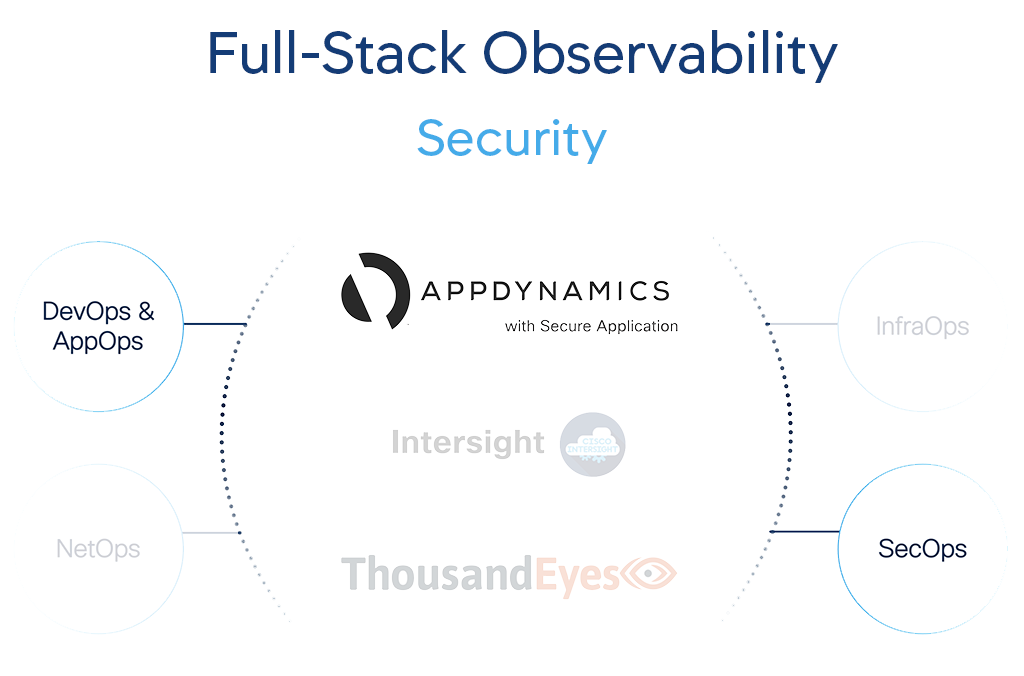 Full-Stack Observability
Security
DevOps &
AppOps
APPDYNAMICS
with Secure Application
InfraOps
Intersight
CISCO
INTERSIGHT
NetOps
ThousandEyes
SecOps